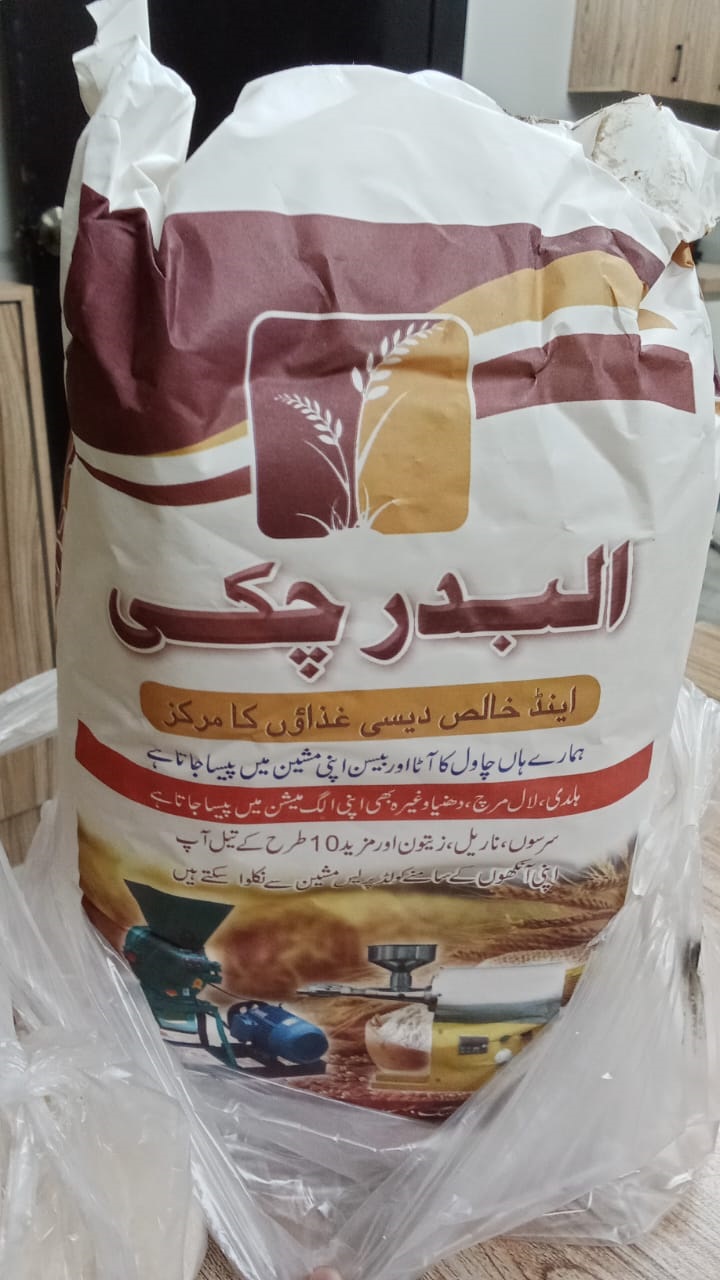 البدر چکی
اینڈ خالص دیسی غذاؤں کا مرکز
ہمارے ہاں چاول کا آٹا اور بیسن اپنی مشین میں پیسا جاتا ہے
ہلدی، لال مرچ، دھنیا وغیرہ بھی اپنی الگ میشن میں پیسا جاتا ہے
سرسوں، ناریل، زیتون اور مزید 10 طرح کے تیل آپ
اپنی آنکھوں کے سامنے کولڈ پریس مشین سے نکلوا سکتے ہیں